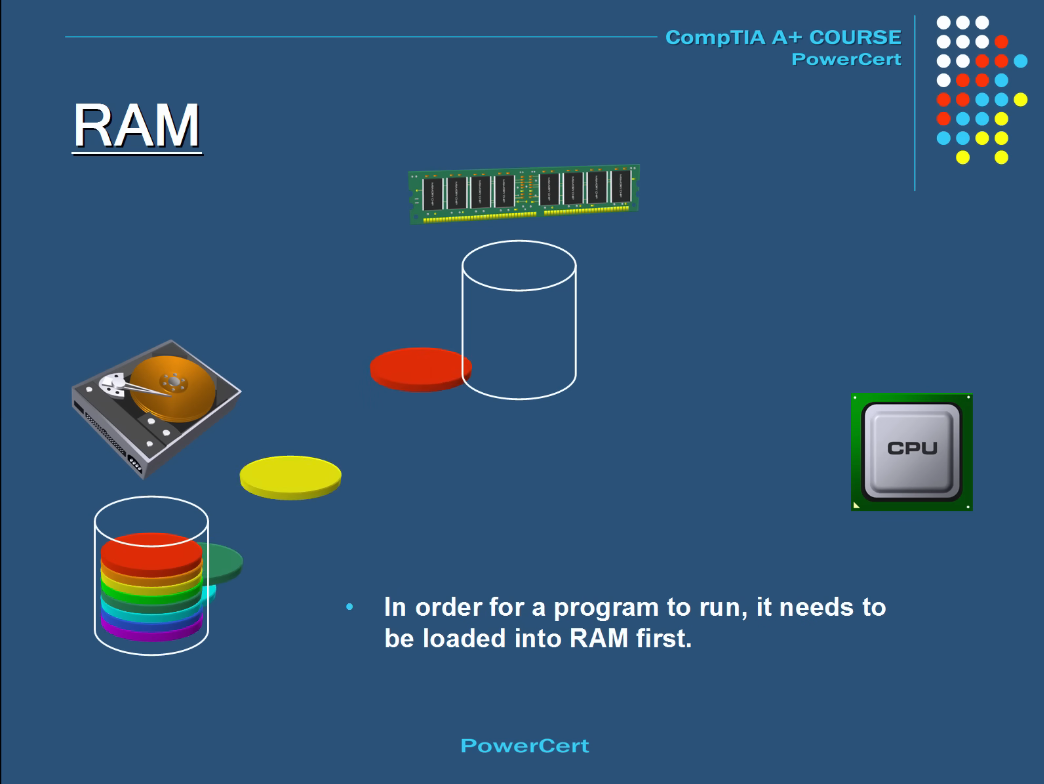 CompTIA A+ COURSE
PowerCert
RAM
CPU
• In order for a program to run, it needs to
be loaded into RAM first.
PowerCert